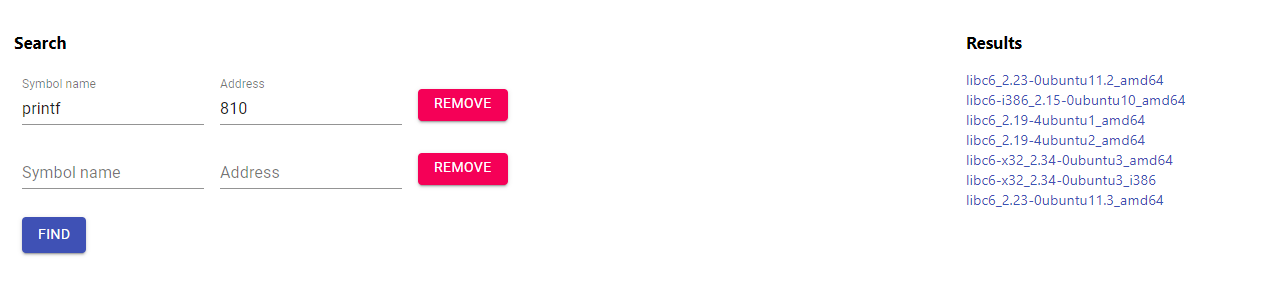 Search
Symbol name
Address
printf
810
REMOVE
Symbol name
Address
REMOVE
FIND
Results
libc6_2.23-0ubuntu11.2_amd64
libc6-i386_2.15-0ubuntu10_amd64
libc6_2.19-4ubuntu1_amd64
libc6_2.19-4ubuntu2_amd64
libc6-x32_2.34-0ubuntu3_amd64
libc6-x32_2.34-0ubuntu3_i386
libc6_2.23-0ubuntu11.3_amd64